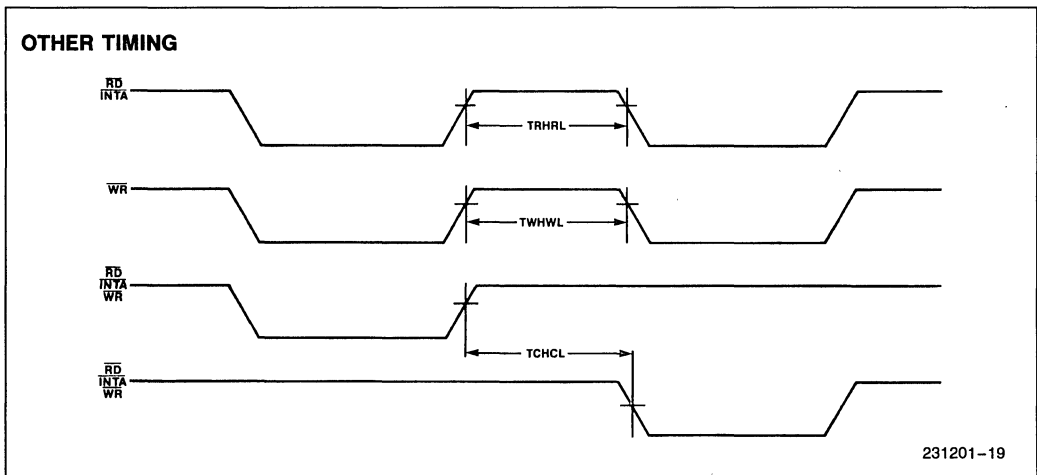 OTHER TIMING
RD
INTA
TRHRL
WR
TWHWL
RD
INTA
WR
TCHCL
RD
INTA
WR
231201-19